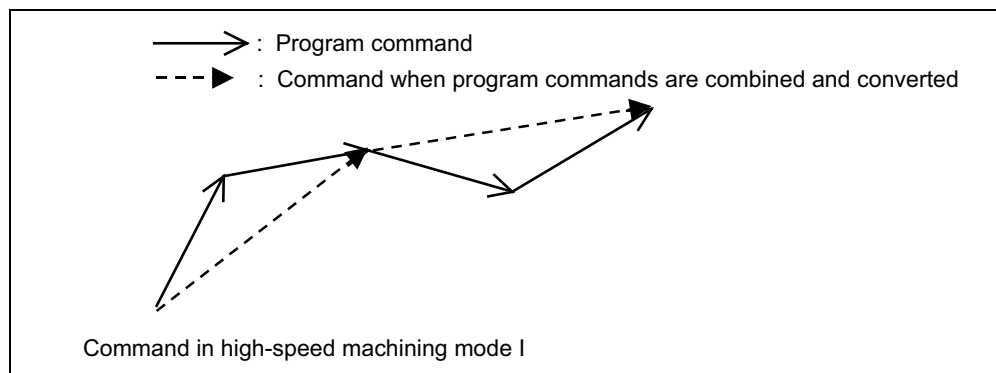 : Program command
: Command when program commands are combined and converted
Command in high-speed machining mode I